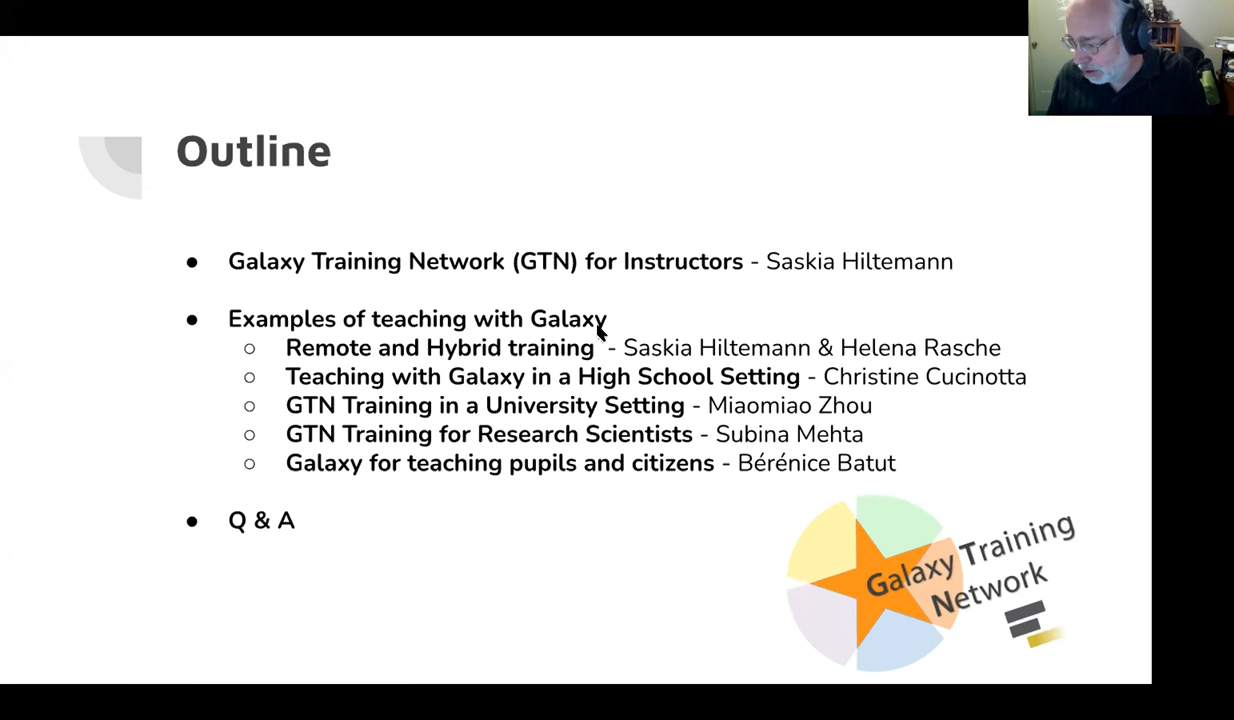 Outline
● Galaxy Training Network (GTN) for Instructors - Saskia Hiltemann
● Examples of teaching with Galaxy
○ Remote and Hybrid training - Saskia Hiltemann & Helena Rasche
○ Teaching with Galaxy in a High School Setting - Christine Cucinotta
○ GTN Training in a University Setting - Miaomiao Zhou
○ GTN Training for Research Scientists - Subina Mehta
○ Galaxy for teaching pupils and citizens - Bérénice Batut
● Q & A
Galaxy Training
Network